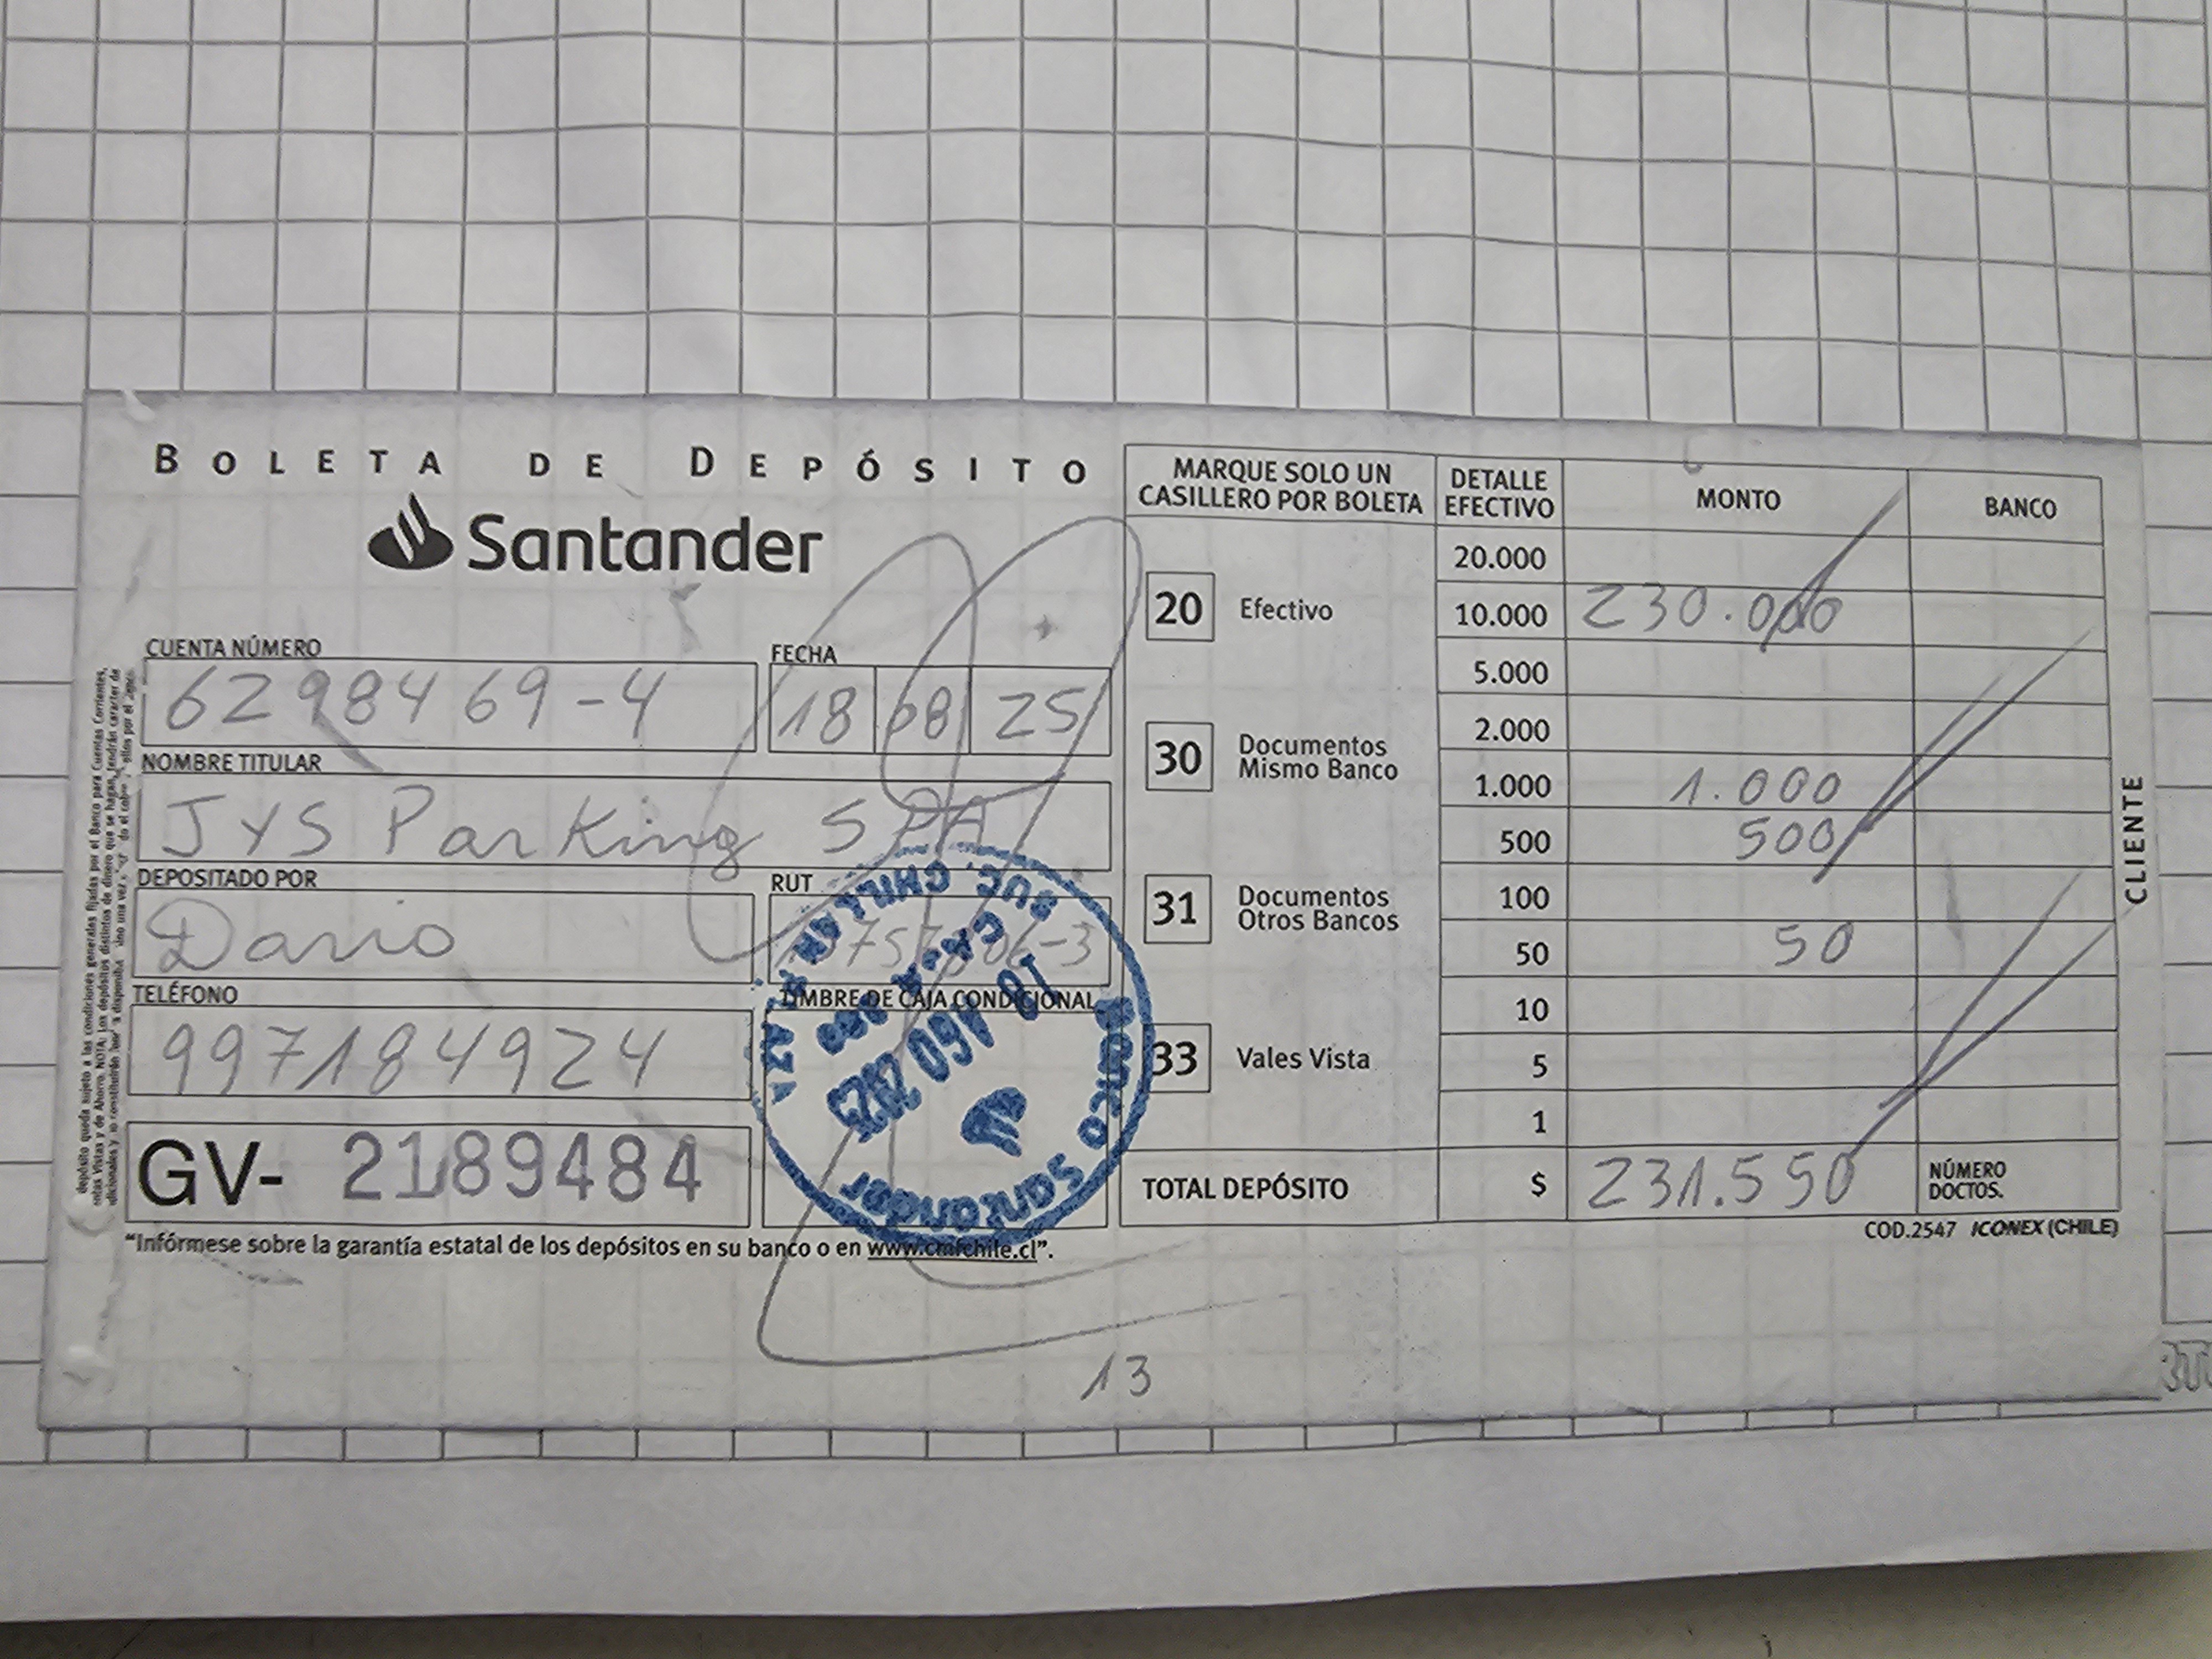 BOLETA DE DEPÓSITO
Santander
CUENTA NÚMERO
6298469-4
FECHA
18 08 25
NOMBRE TITULAR
JYS Parking SPA
DEPOSITADO POR
Dario
RUT
TELÉFONO
997184924
TIMBRE DE CAJA CONDICIONAL
BANCO Santander
18 AGO 2025
GV- 2189484
"Infórmese sobre la garantía estatal de los depósitos en su banco o en www.cmfchile.cl".
MARQUE SOLO UN CASILLERO POR BOLETA
20 Efectivo
30 Documentos Mismo Banco
31 Documentos Otros Bancos
33 Vales Vista
DETALLE EFECTIVO MONTO BANCO
20.000
10.000 230.000
5.000
2.000
1.000 1.000
500 500
100
50 50
10
5
1
TOTAL DEPÓSITO $ 231.550 NÚMERO DOCTOS.
COD.2547 ICONEX (CHILE)
CLIENTE
13